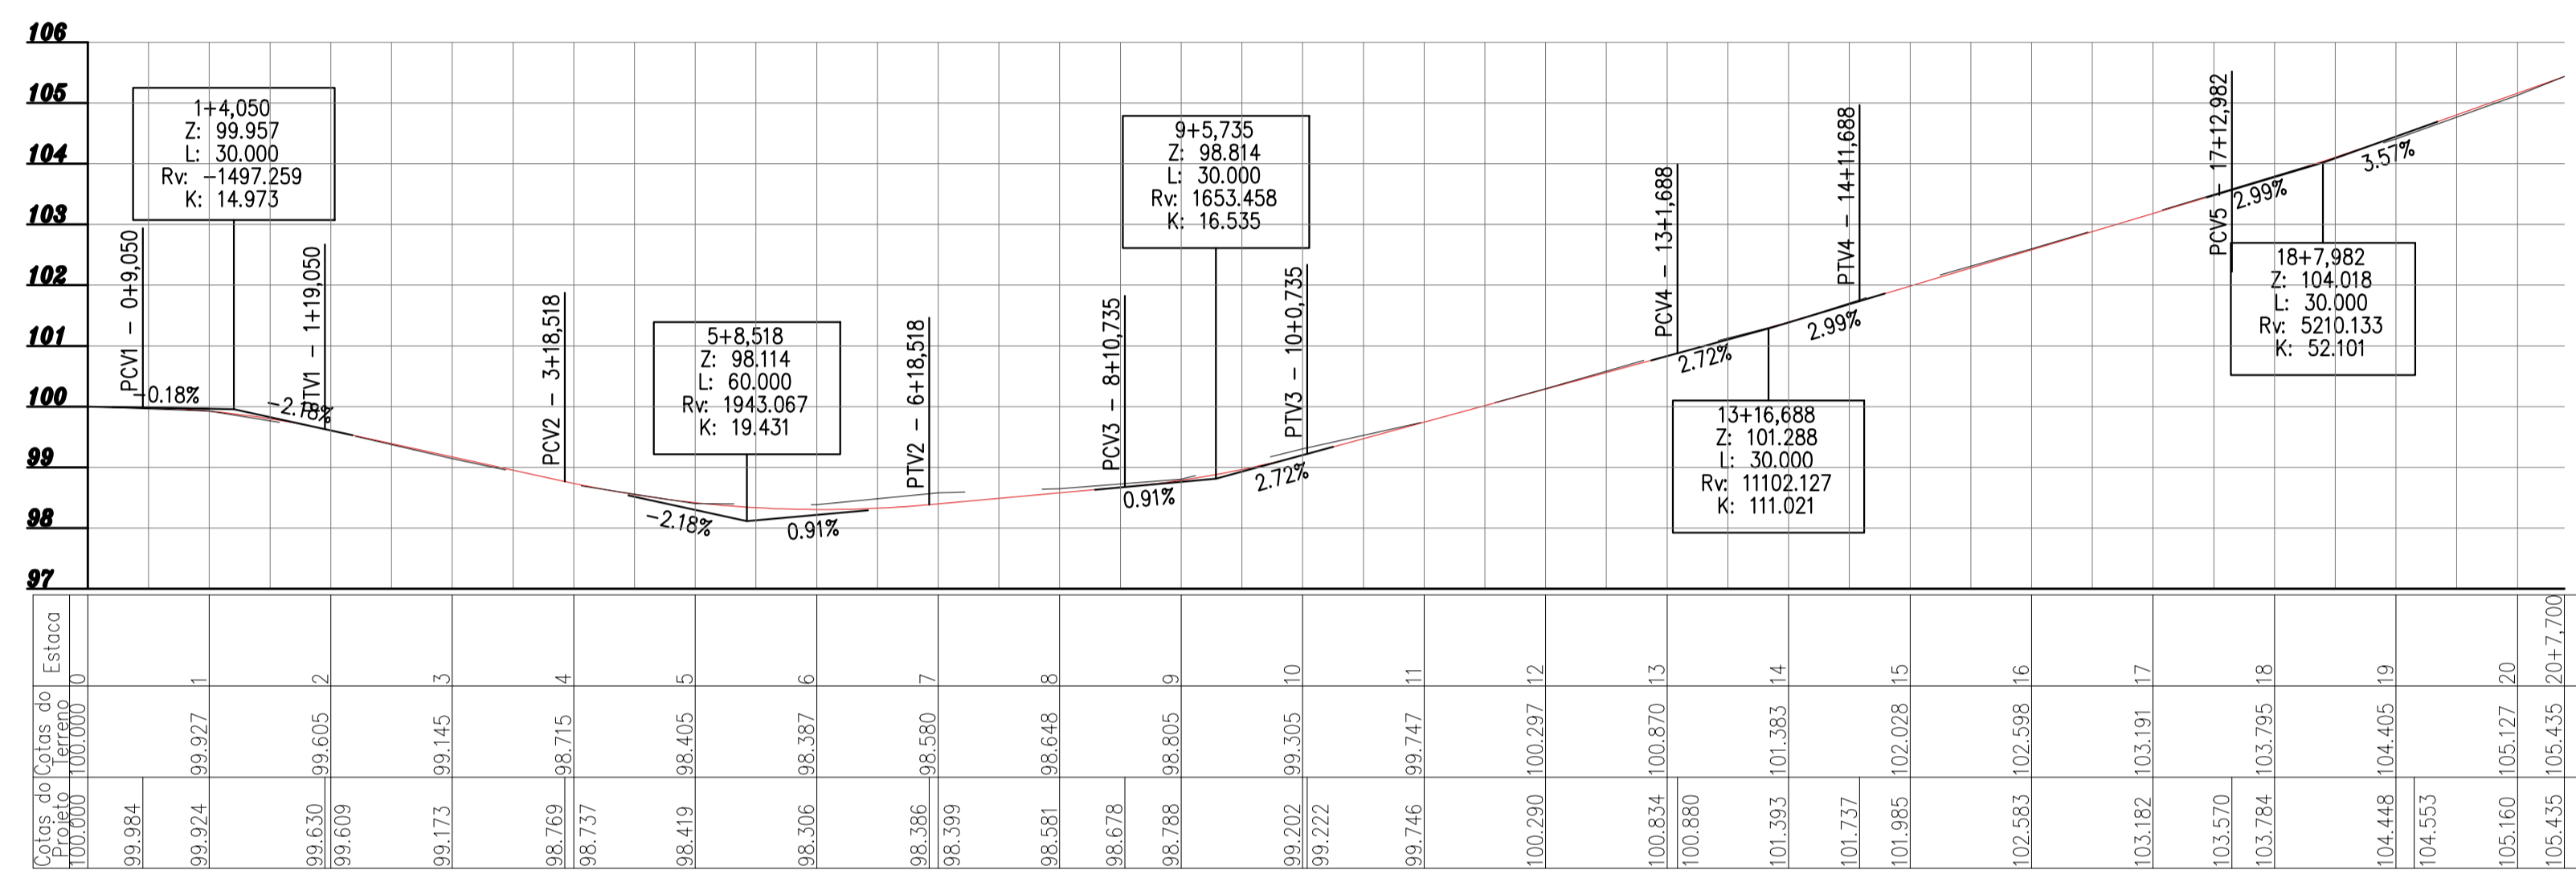 106
105
104
103
102
101
100
99
98
97
1+4,050
Z: 99.957
L: 30.000
Rv: -1497.259
K: 14.973
PCV1 - 0+9,050
PTV1 - 1+19,050
-0.18%
-2.18%
PCV2 - 3+18,518
5+8,518
Z: 98.114
L: 60.000
Rv: 1943.067
K: 19.431
-2.18%
0.91%
PTV2 - 6+18,518
PCV3 - 8+10,735
9+5,735
Z: 98.814
L: 30.000
Rv: 1653.458
K: 16.535
0.91%
2.72%
PTV3 - 10+0,735
PCV4 - 13+1,688
2.72%
2.99%
13+16,688
Z: 101.288
L: 30.000
Rv: 11102.127
K: 111.021
PTV4 - 14+11,688
PCV5 - 17+12,982
2.99%
3.57%
18+7,982
Z: 104.018
L: 30.000
Rv: 5210.133
K: 52.101
Estaca
0 1 2 3 4 5 6 7 8 9 10 11 12 13 14 15 16 17 18 19 20 20+7,700
Cotas do
Terreno
100.000 99.927 99.605 99.145 98.715 98.405 98.387 98.580 98.648 98.805 99.305 99.747 100.297 100.870 101.383 102.028 102.598 103.191 103.795 104.405 105.127 105.435
Cotas do
Projeto
100.000 99.984 99.924 99.630 99.609 99.173 98.769 98.737 98.419 98.306 98.386 98.399 98.581 98.678 98.788 99.202 99.222 99.746 100.290 100.834 100.880 101.393 101.737 101.985 102.583 103.182 103.570 103.784 104.448 104.553 105.160 105.435